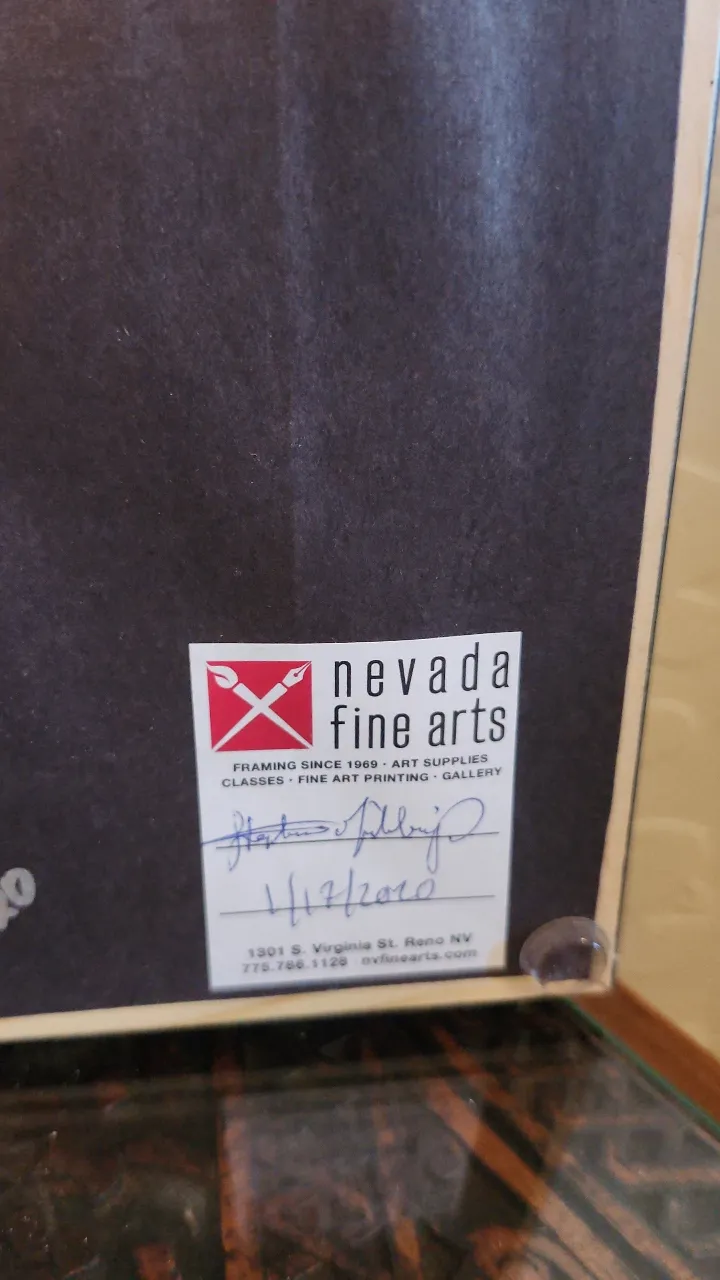 nevada
fine arts
FRAMING SINCE 1969 · ART SUPPLIES
CLASSES · FINE ART PRINTING · GALLERY
1/17/2020
1301 S. Virginia St. Reno NV
775.786.1128 nvfinearts.com